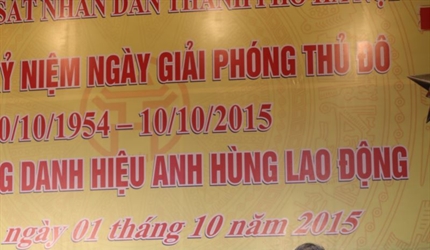 SÁT NHÂN DÂN THÀNH PHỐ HÀ NỘI
Ỷ NIỆM NGÀY GIẢI PHÓNG THỦ ĐÔ
0/10/1954 – 10/10/2015
G DANH HIỆU ANH HÙNG LAO ĐỘNG
ngày 01 tháng 10 năm 2015